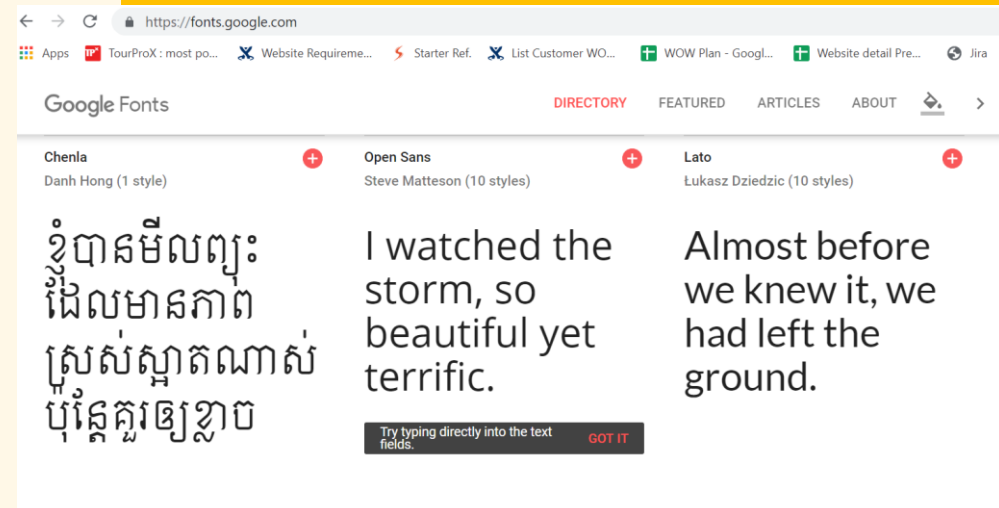 https://fonts.google.com
Apps TourProX : most po... Website Requireme... Starter Ref. List Customer WO... WOW Plan - Googl... Website detail Pre... Jira
Google Fonts DIRECTORY FEATURED ARTICLES ABOUT
Chenla Open Sans Lato
Danh Hong (1 style) Steve Matteson (10 styles) Łukasz Dziedzic (10 styles)
ខ្ញុំបានមើលព្យុះ
ដែលមានភាព
ស្រស់ស្អាតណាស់
ប៉ុន្តែគួរឲ្យខ្លាច
I watched the
storm, so
beautiful yet
terrific.
Try typing directly into the text
fields.
GOT IT
Almost before
we knew it, we
had left the
ground.